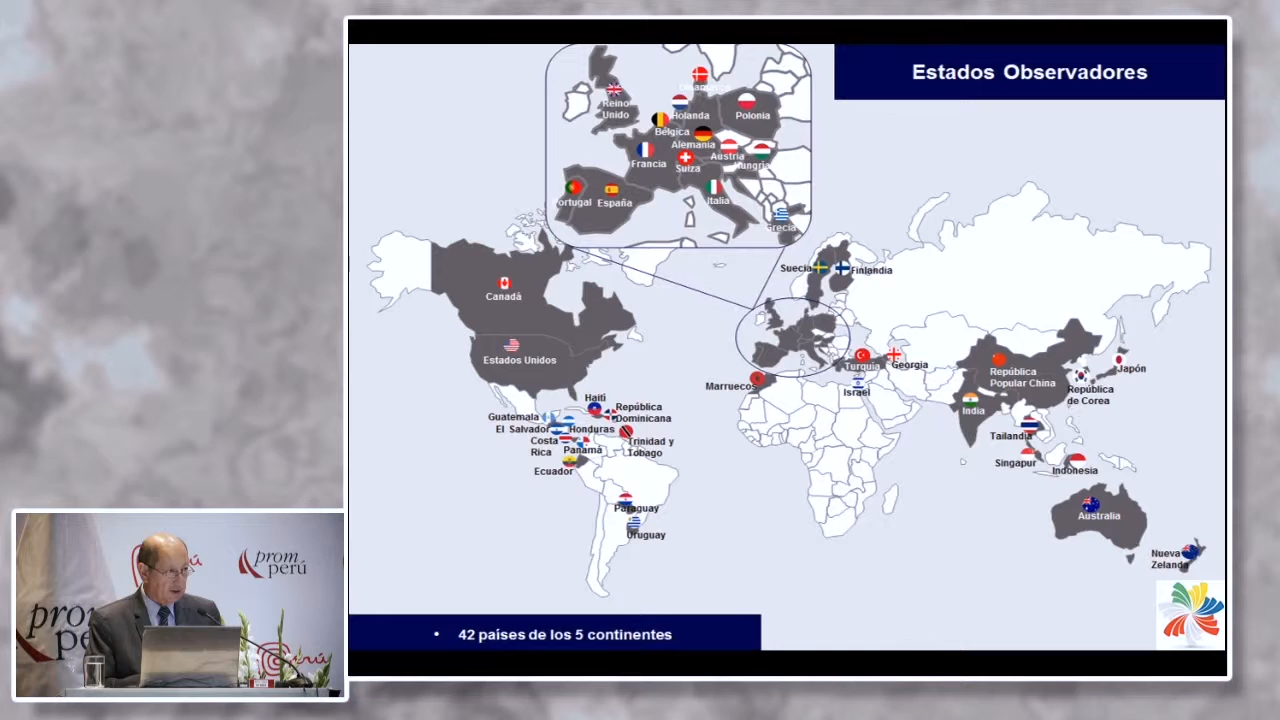 Estados Observadores
Reino
Unido
Holanda
Polonia
Bélgica
Alemania
Francia
Suiza
Austria
Hungría
Portugal
España
Italia
Grecia
Suecia
Finlandia
Canadá
Estados Unidos
Turquía
Georgia
Marruecos
Israel
República
Popular China
Japón
República
de Corea
India
Haití
República
Dominicana
Guatemala
El Salvador
Honduras
Costa
Rica
Panamá
Trinidad y
Tobago
Ecuador
Tailandia
Singapur
Indonesia
Paraguay
Uruguay
Australia
Nueva
Zelanda
• 42 países de los 5 continentes
prom
perú